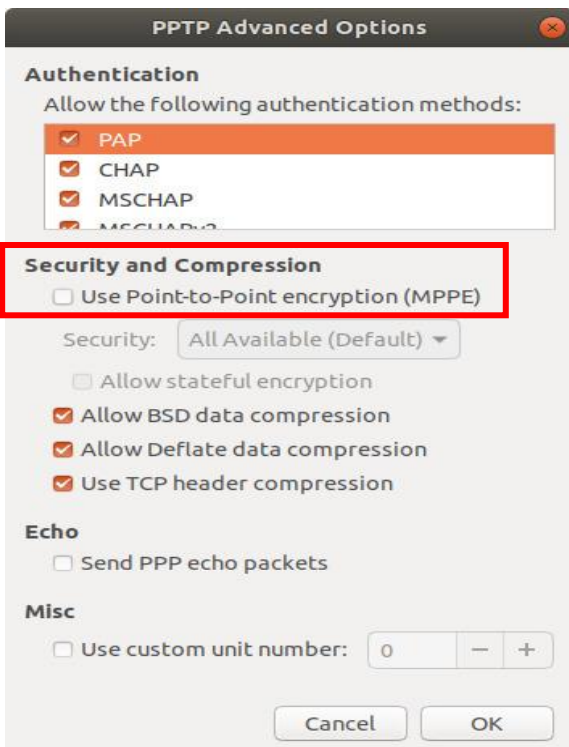 PPTP Advanced Options
Authentication
Allow the following authentication methods:
PAP
CHAP
MSCHAP
MSCHAPv2
Security and Compression
Use Point-to-Point encryption (MPPE)
Security: All Available (Default)
Allow stateful encryption
Allow BSD data compression
Allow Deflate data compression
Use TCP header compression
Echo
Send PPP echo packets
Misc
Use custom unit number: 0 − +
Cancel OK